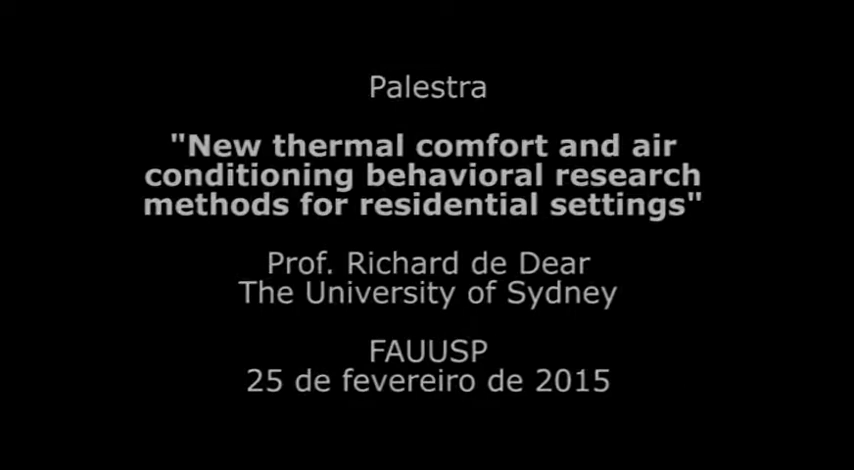 Palestra
"New thermal comfort and air
conditioning behavioral research
methods for residential settings"
Prof. Richard de Dear
The University of Sydney
FAUUSP
25 de fevereiro de 2015